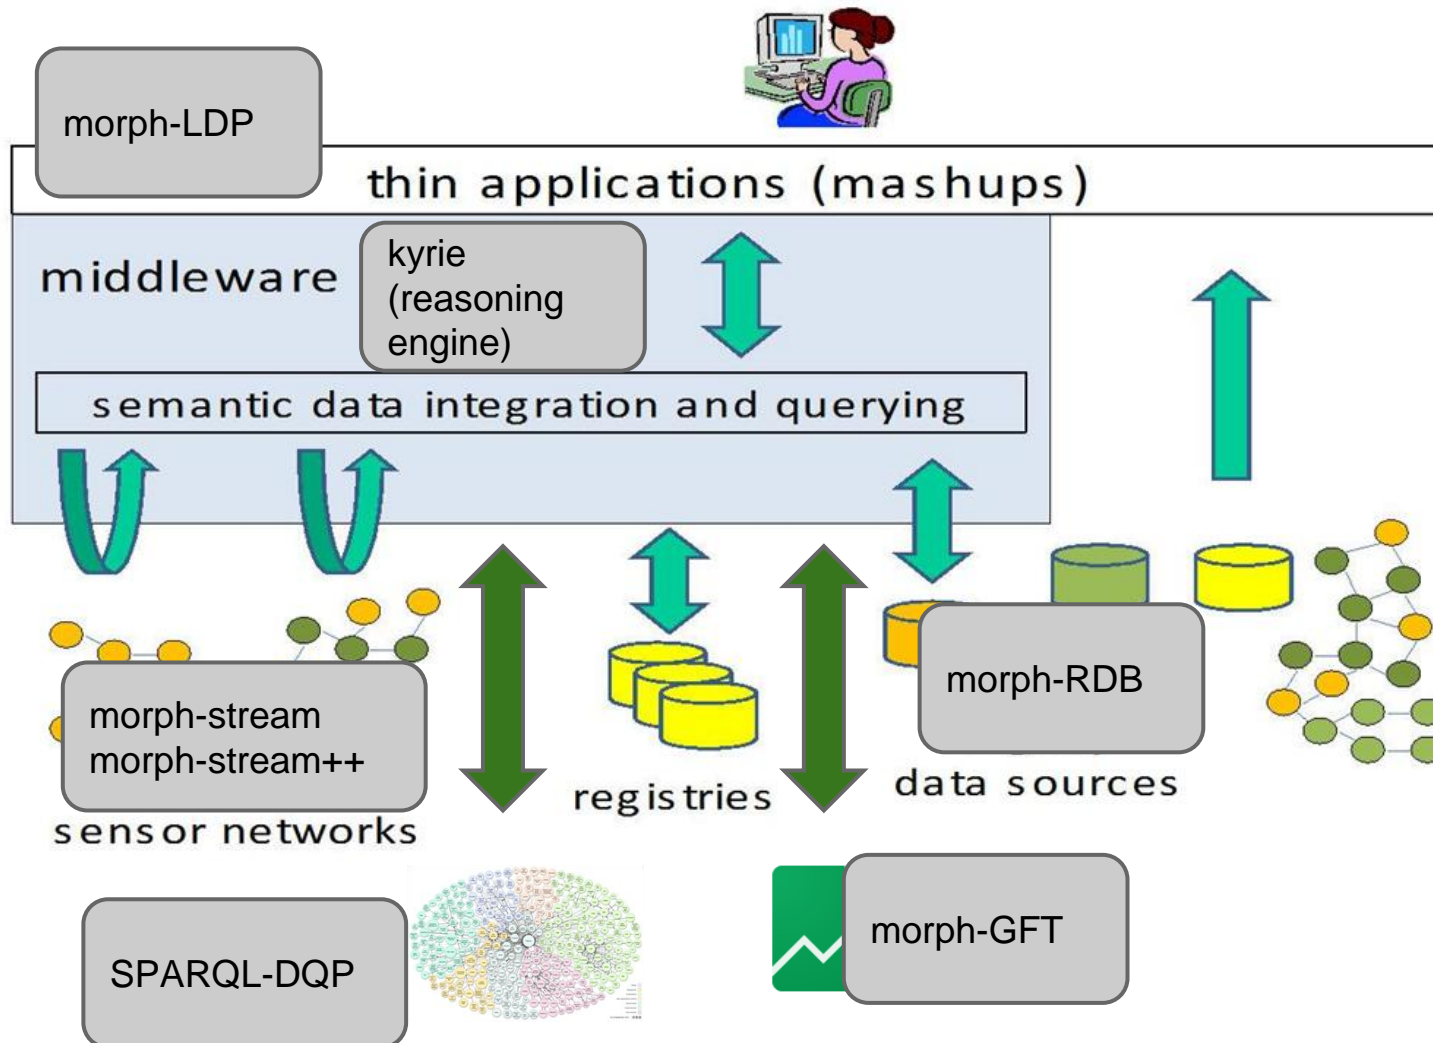 morph-LDP
thin applications (mashups)
middleware
kyrie
(reasoning
engine)
semantic data integration and querying
morph-stream
morph-stream++
morph-RDB
registries
data sources
sensor networks
SPARQL-DQP
morph-GFT